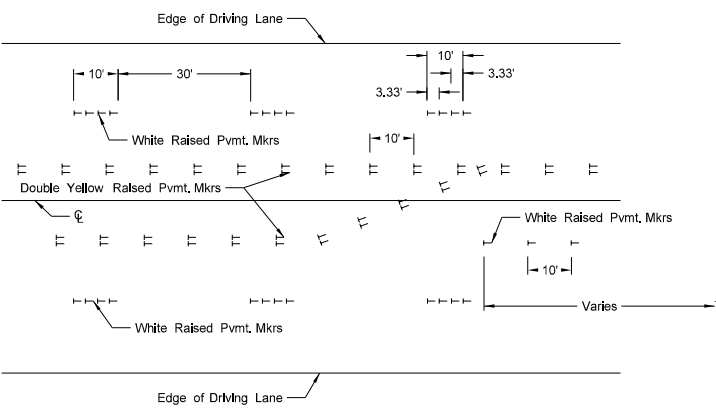 Edge of Driving Lane
10'
30'
10'
3.33'
3.33'
White Raised Pvmt. Mkrs
10'
Double Yellow Raised Pvmt. Mkrs
℄
White Raised Pvmt. Mkrs
10'
Varies
White Raised Pvmt. Mkrs
Edge of Driving Lane